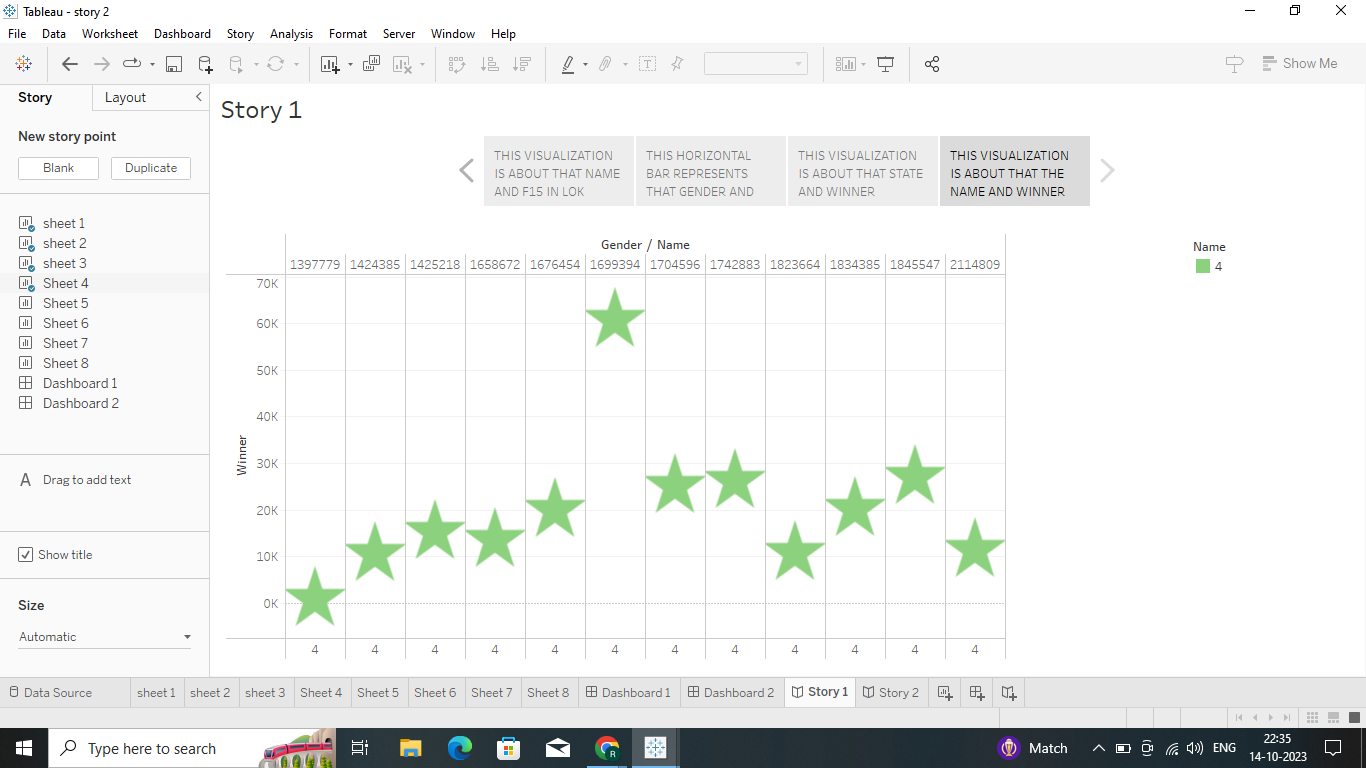 Tableau - story 2
File Data Worksheet Dashboard Story Analysis Format Server Window Help
Show Me
Story Layout
New story point
Blank Duplicate
sheet 1
sheet 2
sheet 3
Sheet 4
Sheet 5
Sheet 6
Sheet 7
Sheet 8
Dashboard 1
Dashboard 2
A Drag to add text
Show title
Size
Automatic
Story 1
THIS VISUALIZATION
IS ABOUT THAT NAME
AND F15 IN LOK
THIS HORIZONTAL
BAR REPRESENTS
THAT GENDER AND
THIS VISUALIZATION
IS ABOUT THAT STATE
AND WINNER
THIS VISUALIZATION
IS ABOUT THAT THE
NAME AND WINNER
Gender / Name
1397779 1424385 1425218 1658672 1676454 1699394 1704596 1742883 1823664 1834385 1845547 2114809
70K
60K
50K
40K
30K
20K
10K
0K
Winner
4 4 4 4 4 4 4 4 4 4 4 4
Name
4
Data Source sheet 1 sheet 2 sheet 3 Sheet 4 Sheet 5 Sheet 6 Sheet 7 Sheet 8 Dashboard 1 Dashboard 2 Story 1 Story 2
Type here to search
R
Match
ENG
22:35
14-10-2023